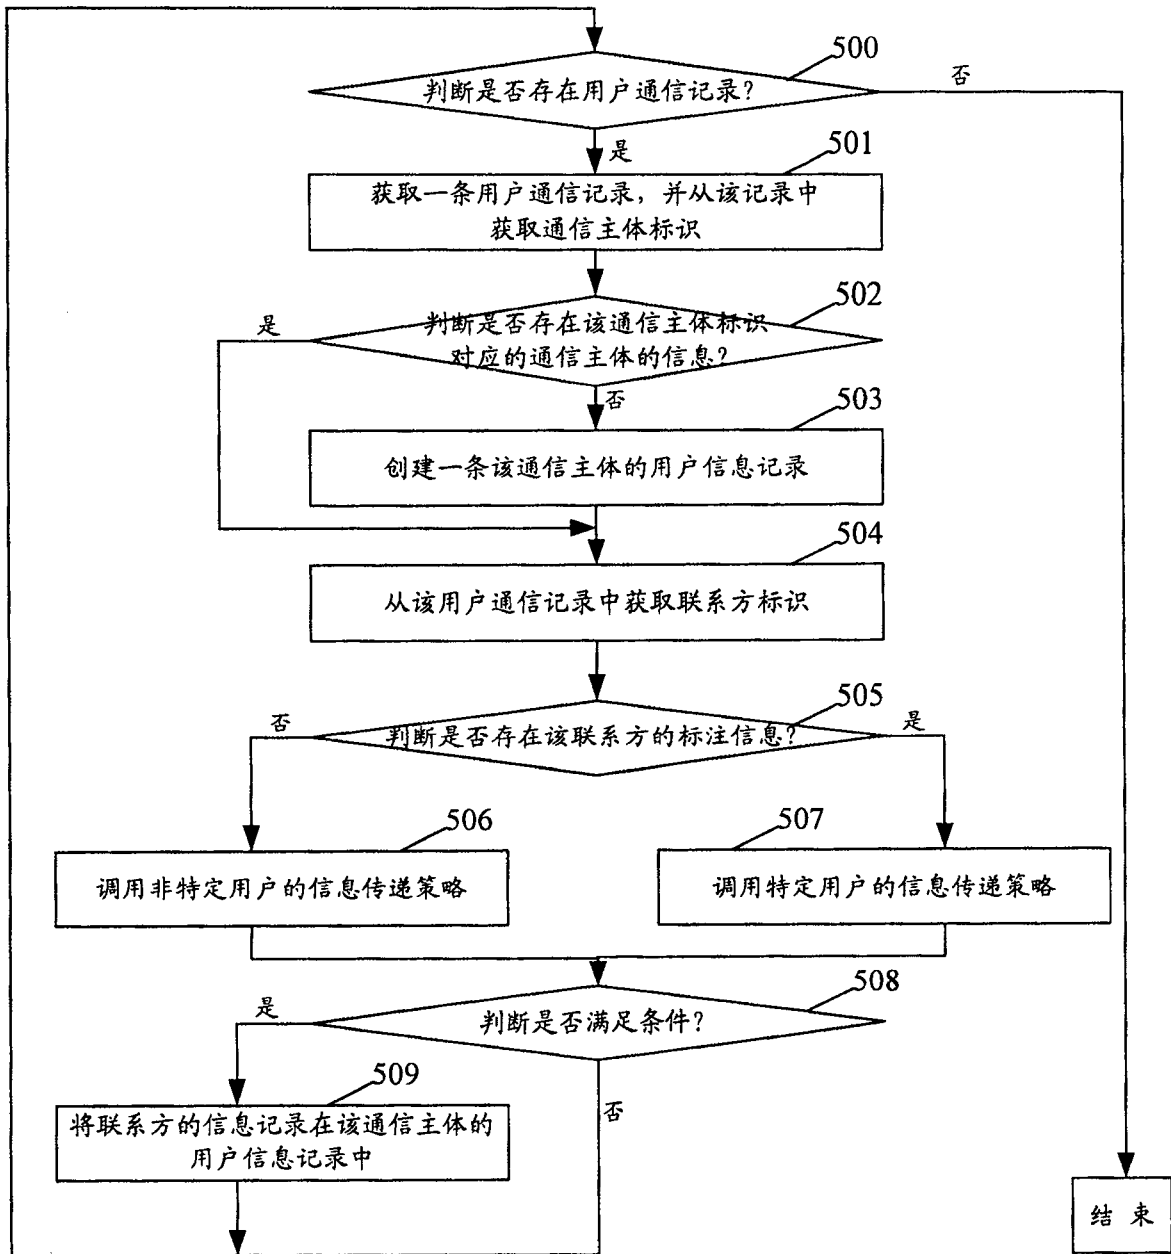 500
判断是否存在用户通信记录?
否
是
501
获取一条用户通信记录，并从该记录中
获取通信主体标识
502
判断是否存在该通信主体标识
对应的通信主体的信息?
是
否
503
创建一条该通信主体的用户信息记录
504
从该用户通信记录中获取联系方标识
505
判断是否存在该联系方的标注信息?
否
是
506
调用非特定用户的信息传递策略
507
调用特定用户的信息传递策略
508
判断是否满足条件?
是
否
509
将联系方的信息记录在该通信主体的
用户信息记录中
结 束